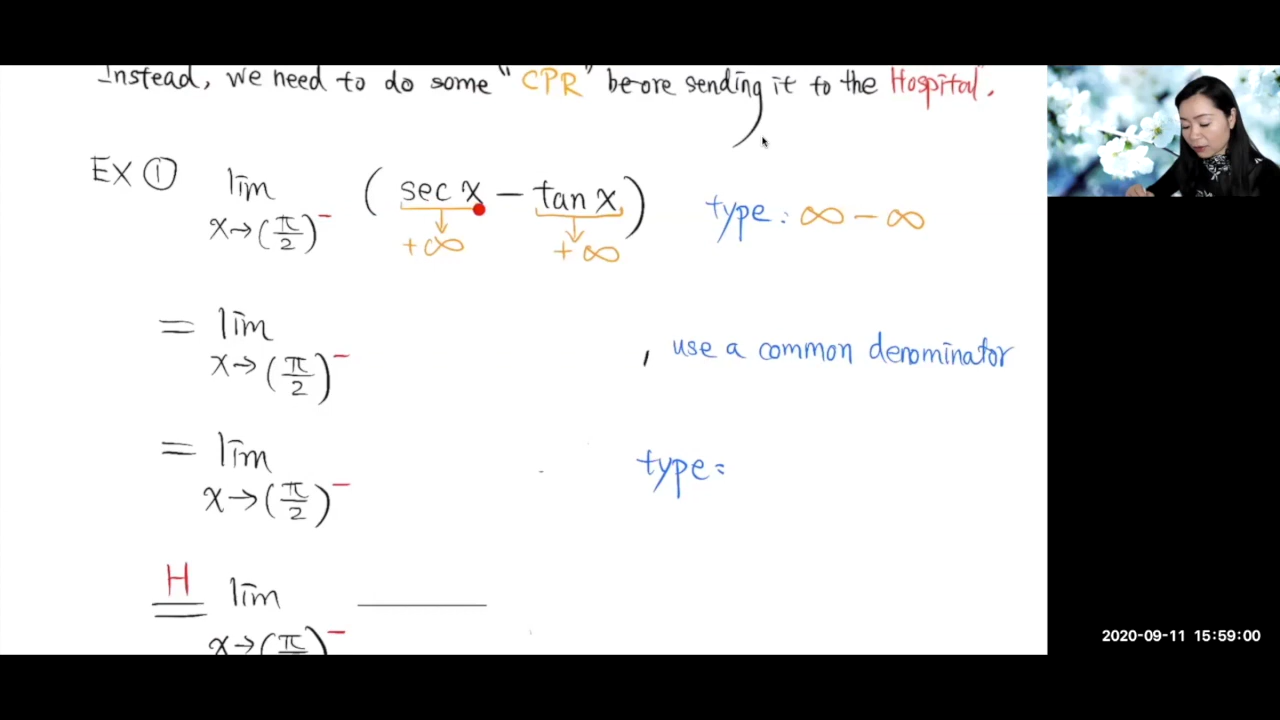 Instead, we need to do some "CPR" beore sending it to the Hospital.
EX ① lim x→(π/2)⁻ ( sec x − tan x ) type: ∞ − ∞
+∞ +∞
= lim x→(π/2)⁻ , use a common denominator
= lim x→(π/2)⁻ type:
H
= lim x→(π/2)⁻
2020-09-11 15:59:00